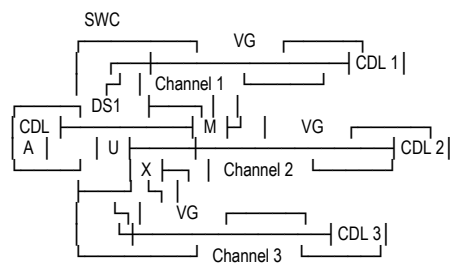 SWC
VG
CDL 1
Channel 1
DS1
CDL M VG
A U CDL 2
X Channel 2
VG
CDL 3
Channel 3